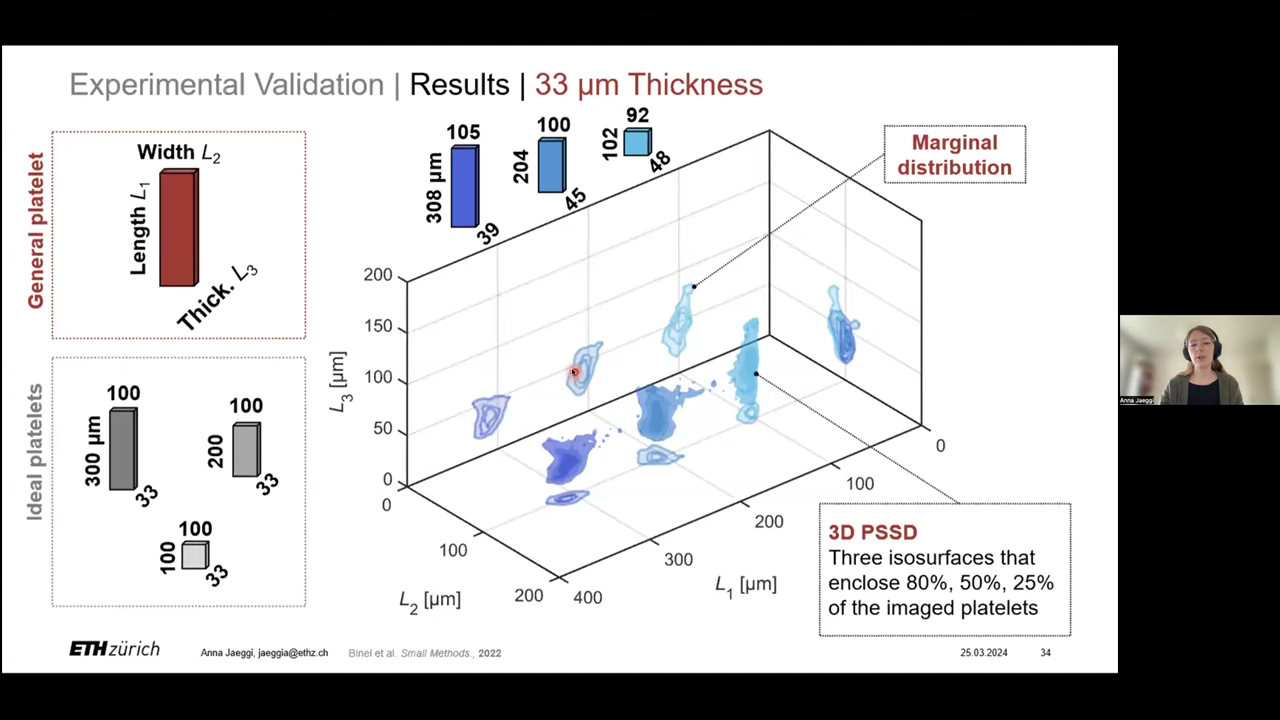 Experimental Validation | Results | 33 µm Thickness
General platelet
Width L2
Length L1
Thick. L3
Ideal platelets
100
300 µm
33
100
200
33
100
100
33
105
308 µm
39
100
204
45
92
102
48
Marginal
distribution
L3 [µm]
200
150
100
50
0
0
100
200
L2 [µm]
400
300
200
100
0
L1 [µm]
3D PSSD
Three isosurfaces that
enclose 80%, 50%, 25%
of the imaged platelets
ETH zürich
Anna Jaeggi, jaeggia@ethz.ch
Binel et al. Small Methods., 2022
25.03.2024
34
Anna Jaeggi